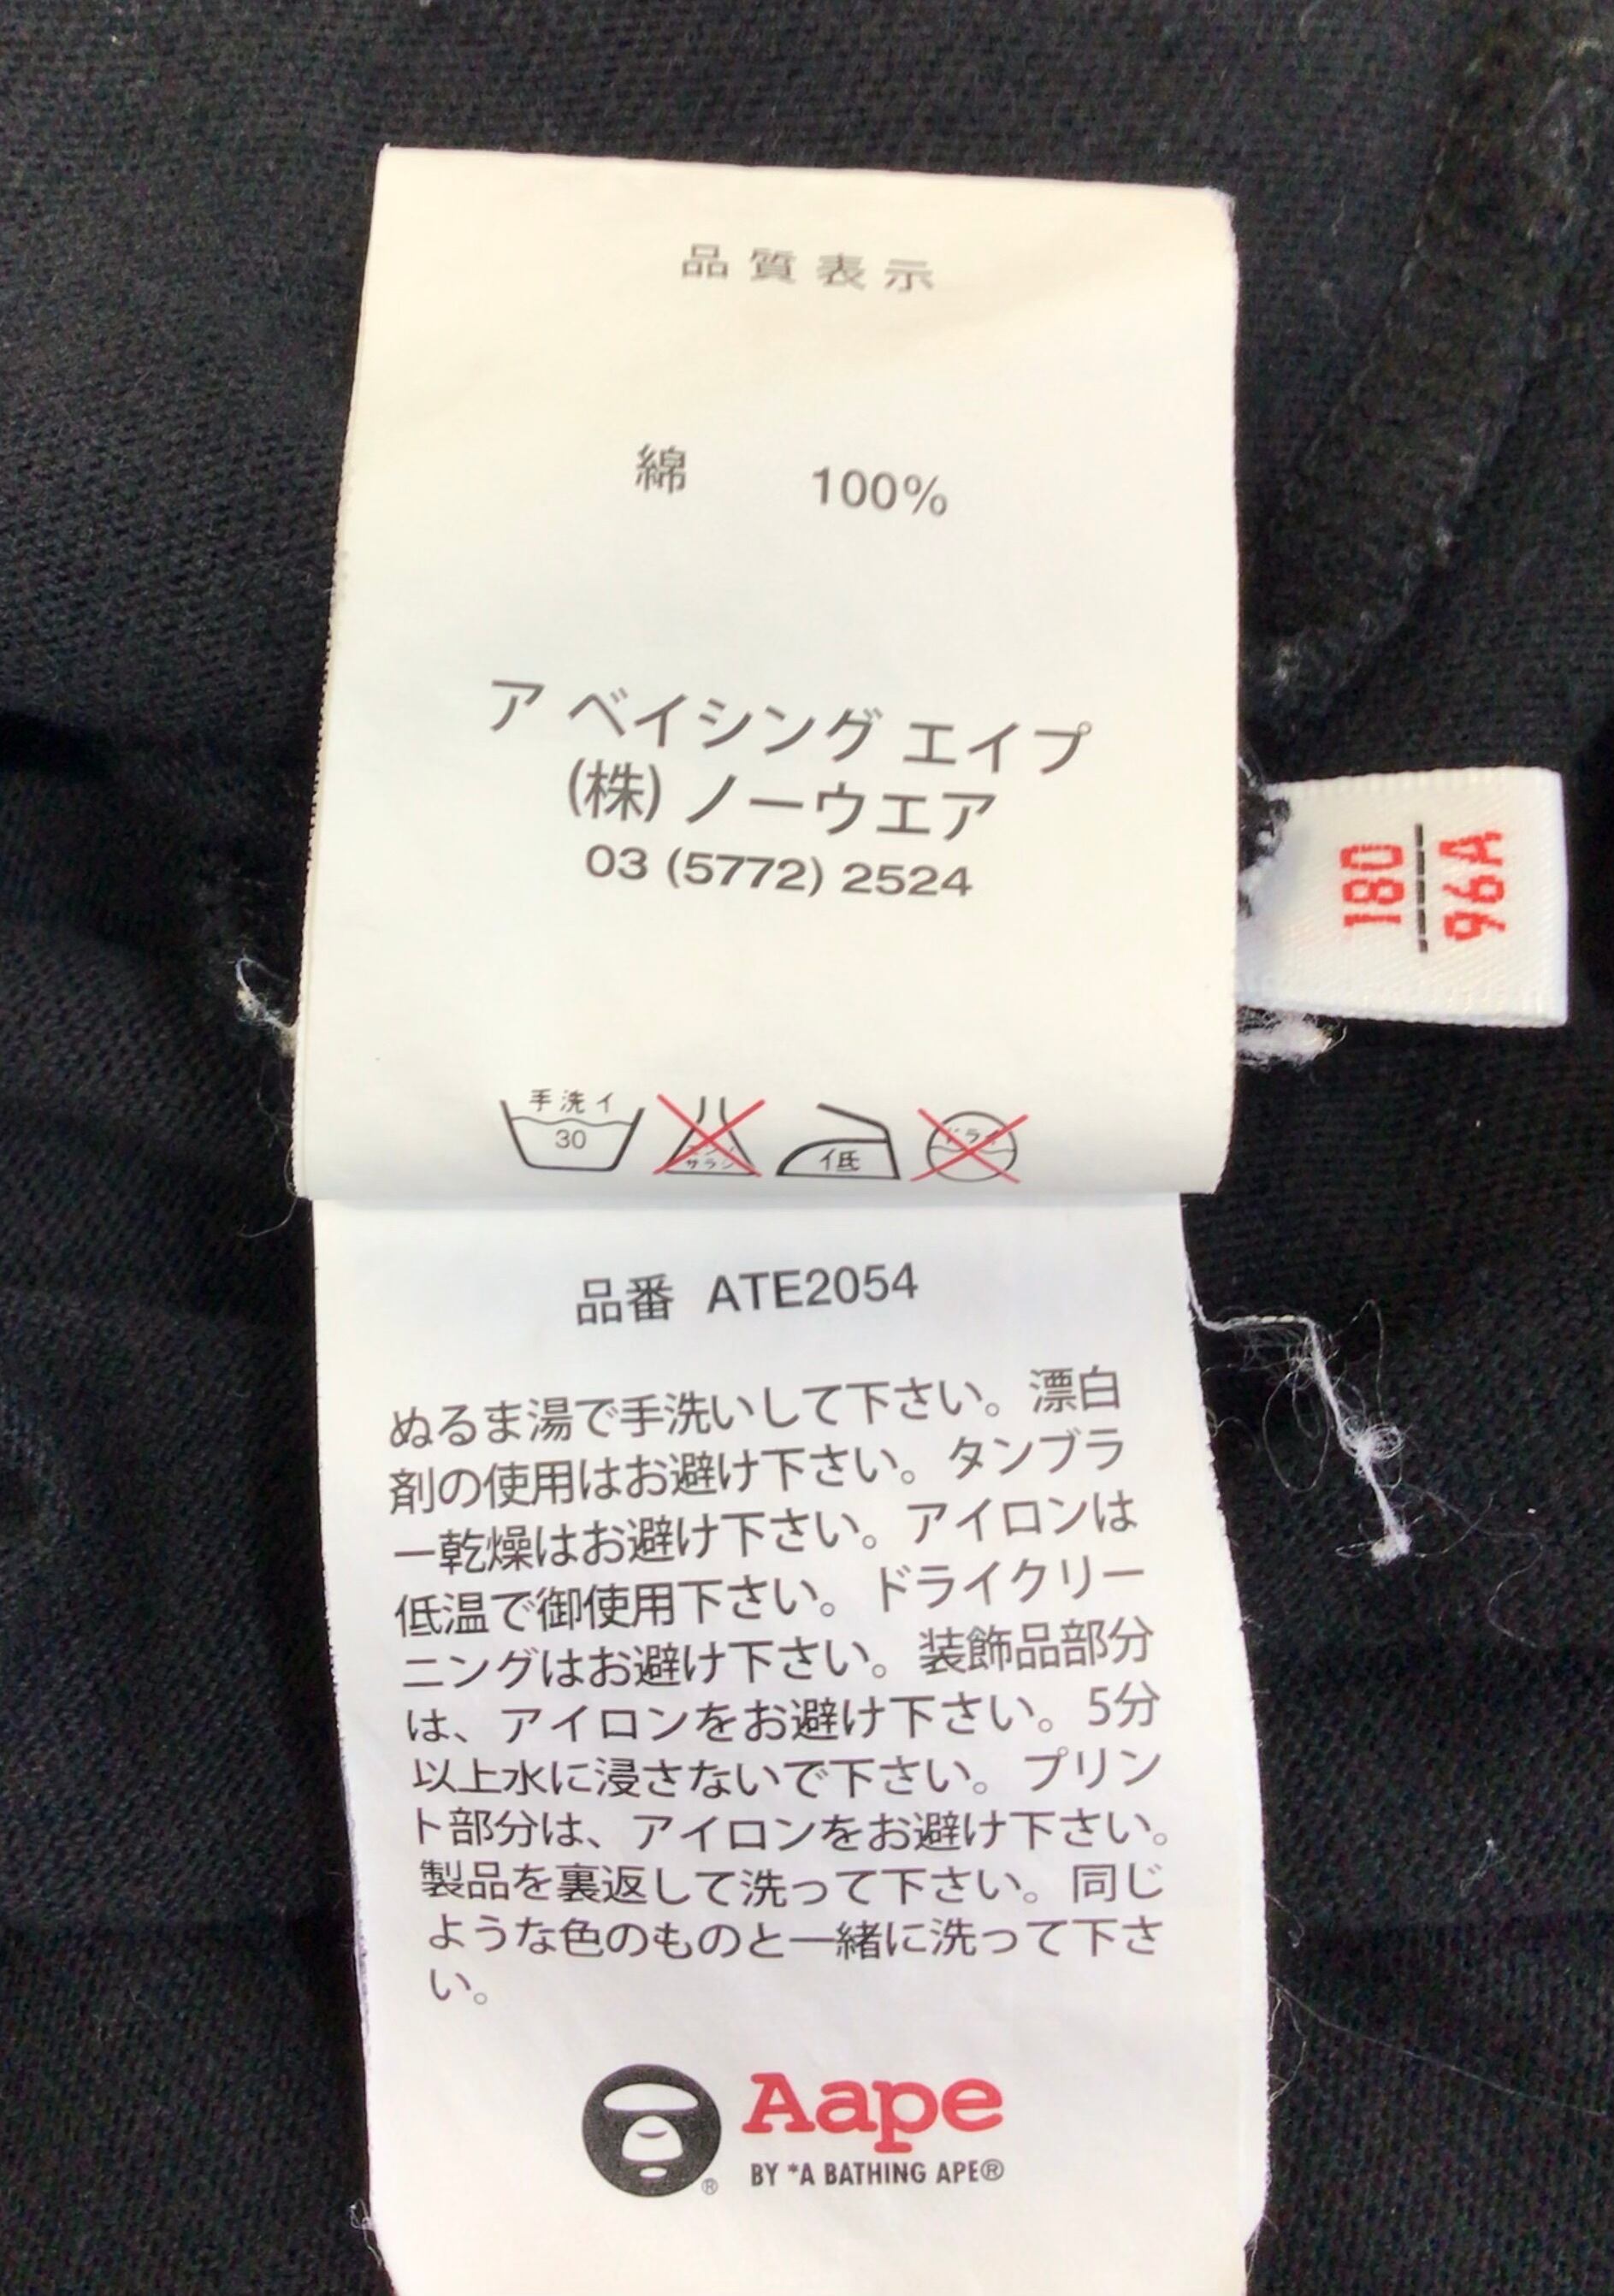 品質表示
綿 100%
ア ベイシング エイプ
(株) ノーウエア
03 (5772) 2524
180
96A
手洗イ
30
サラシ
低
ドライ
品番 ATE2054
ぬるま湯で手洗いして下さい。漂白
剤の使用はお避け下さい。タンブラ
ー乾燥はお避け下さい。アイロンは
低温で御使用下さい。ドライクリー
ニングはお避け下さい。装飾品部分
は、アイロンをお避け下さい。5分
以上水に浸さないで下さい。プリン
ト部分は、アイロンをお避け下さい。
製品を裏返して洗って下さい。同じ
ような色のものと一緒に洗って下さ
い。
Aape
BY *A BATHING APE®
®